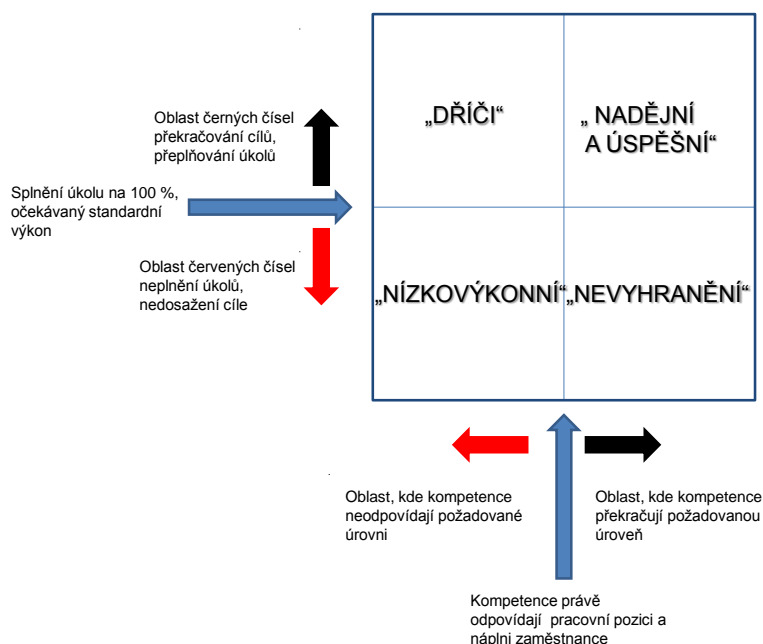 „DŘÍČI“
„ NADĚJNÍ
A ÚSPĚŠNÍ“
Oblast černých čísel
překračování cílů,
přeplňování úkolů
Splnění úkolu na 100 %,
očekávaný standardní
výkon
Oblast červených čísel
neplnění úkolů,
nedosažení cíle
„NÍZKOVÝKONNÍ“
„NEVYHRANĚNÍ“
Oblast, kde kompetence
neodpovídají požadované
úrovni
Oblast, kde kompetence
překračují požadovanou
úroveň
Kompetence právě
odpovídají  pracovní pozici a
náplni zaměstnance